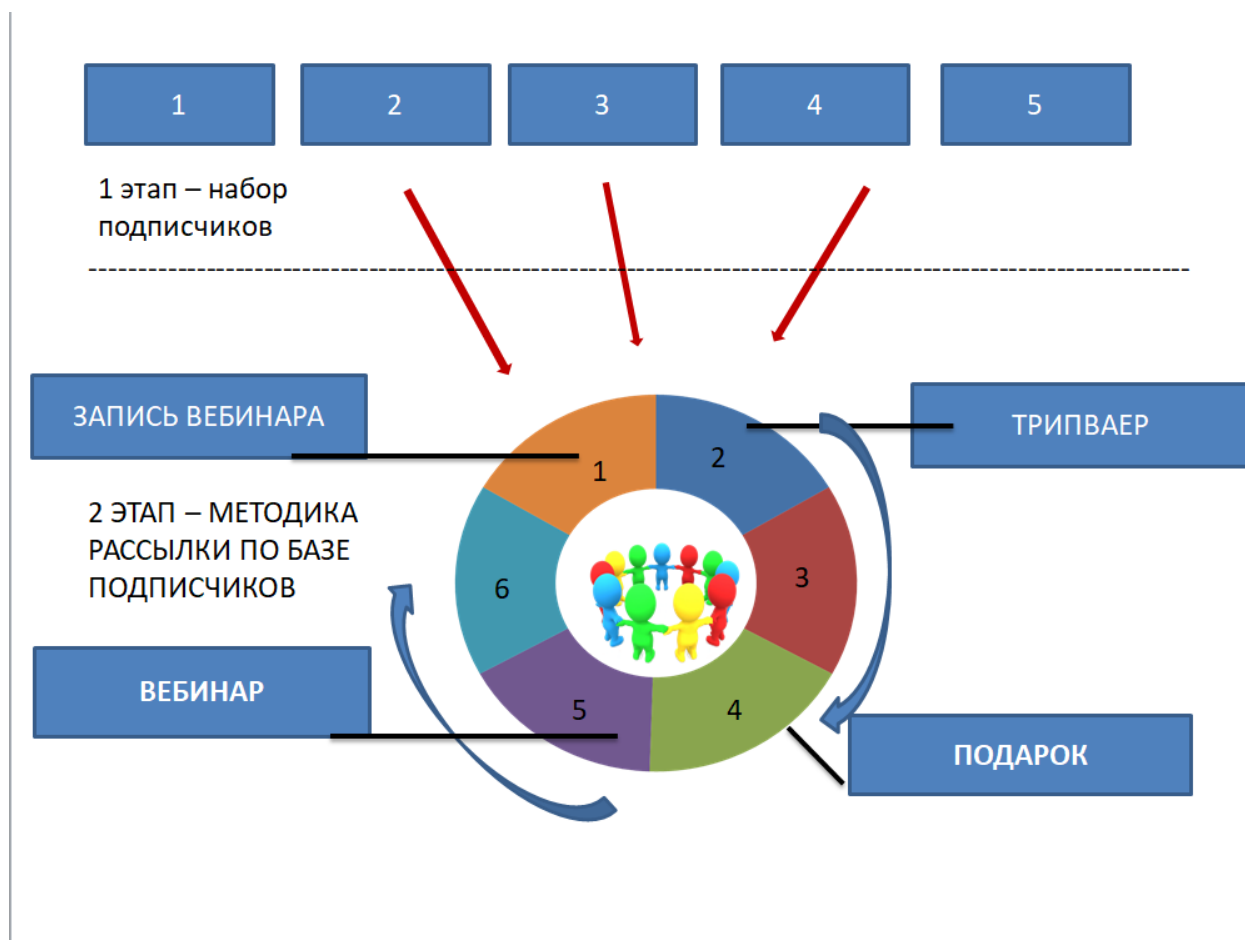 1
2
3
4
5
1 этап – набор
подписчиков
ЗАПИСЬ ВЕБИНАРА
ТРИПВАЕР
2 ЭТАП – МЕТОДИКА
РАССЫЛКИ ПО БАЗЕ
ПОДПИСЧИКОВ
1
2
3
4
5
6
ВЕБИНАР
ПОДАРОК